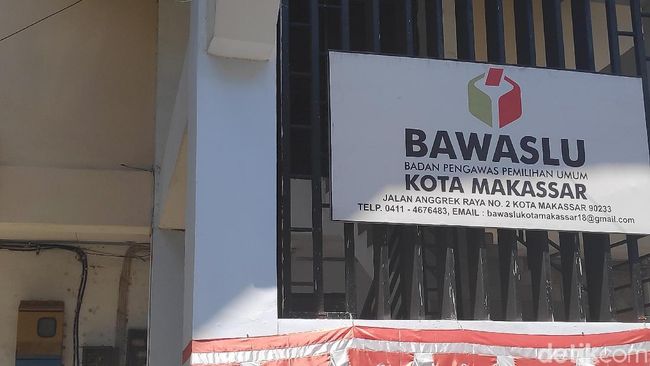 BAWASLU
BADAN PENGAWAS PEMILIHAN UMUM
KOTA MAKASSAR
JALAN ANGGREK RAYA NO. 2 KOTA MAKASSAR 90233
TELP. 0411 - 4676483, EMAIL : bawaslukotamakassar18@gmail.com
detikcom